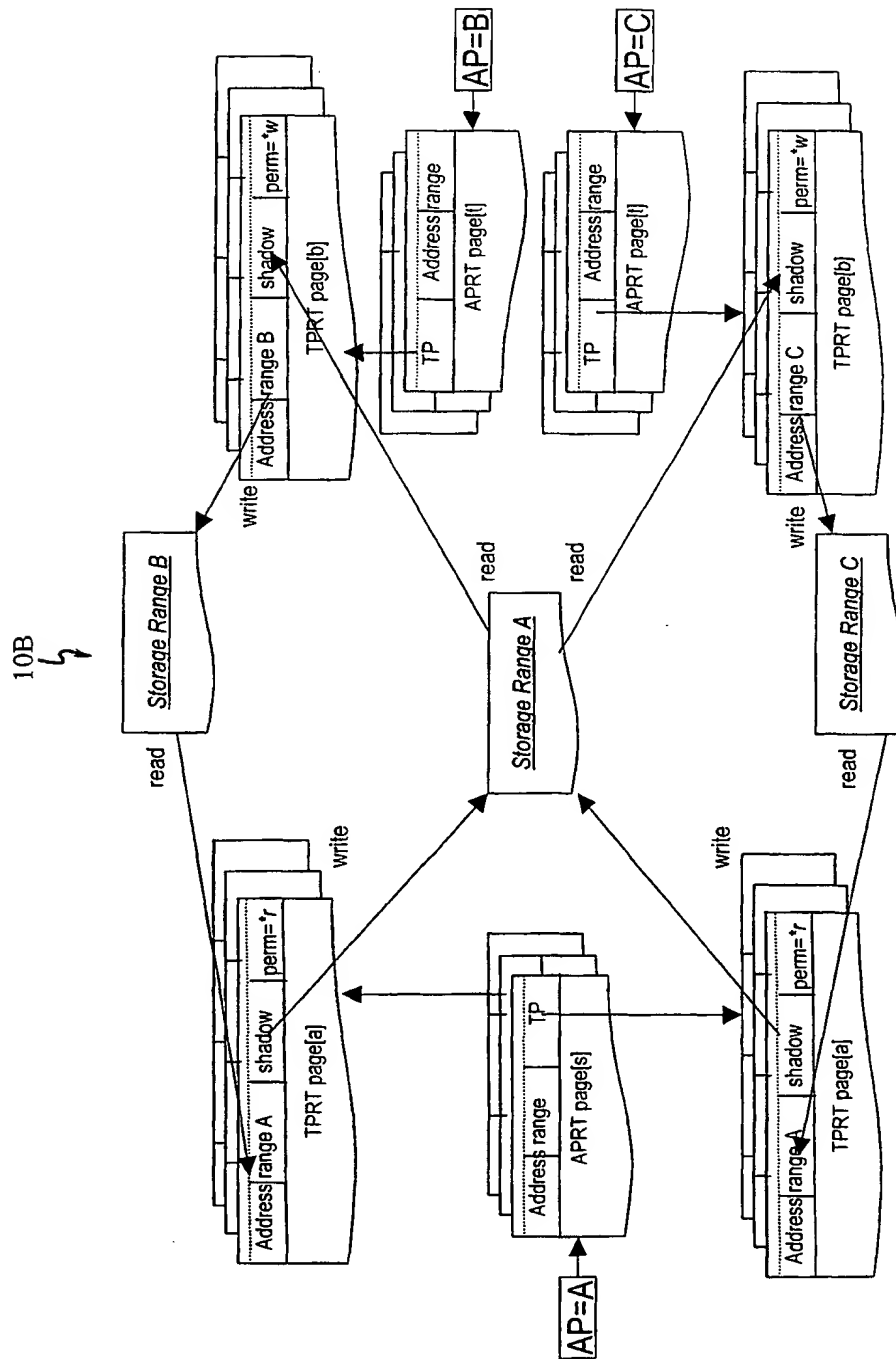 10B
Storage Range B
read
write
Address range A
shadow
perm=*r
TPRT page[a]
write
Address range B
shadow
perm=*w
TPRT page[b]
AP=A
Address range
TP
APRT page[s]
Storage Range A
read
read
TP
Address range
APRT page[t]
AP=B
TP
Address range
APRT page[t]
AP=C
write
Address range A
shadow
perm=*r
TPRT page[a]
read
Storage Range C
write
Address range C
shadow
perm=*w
TPRT page[b]